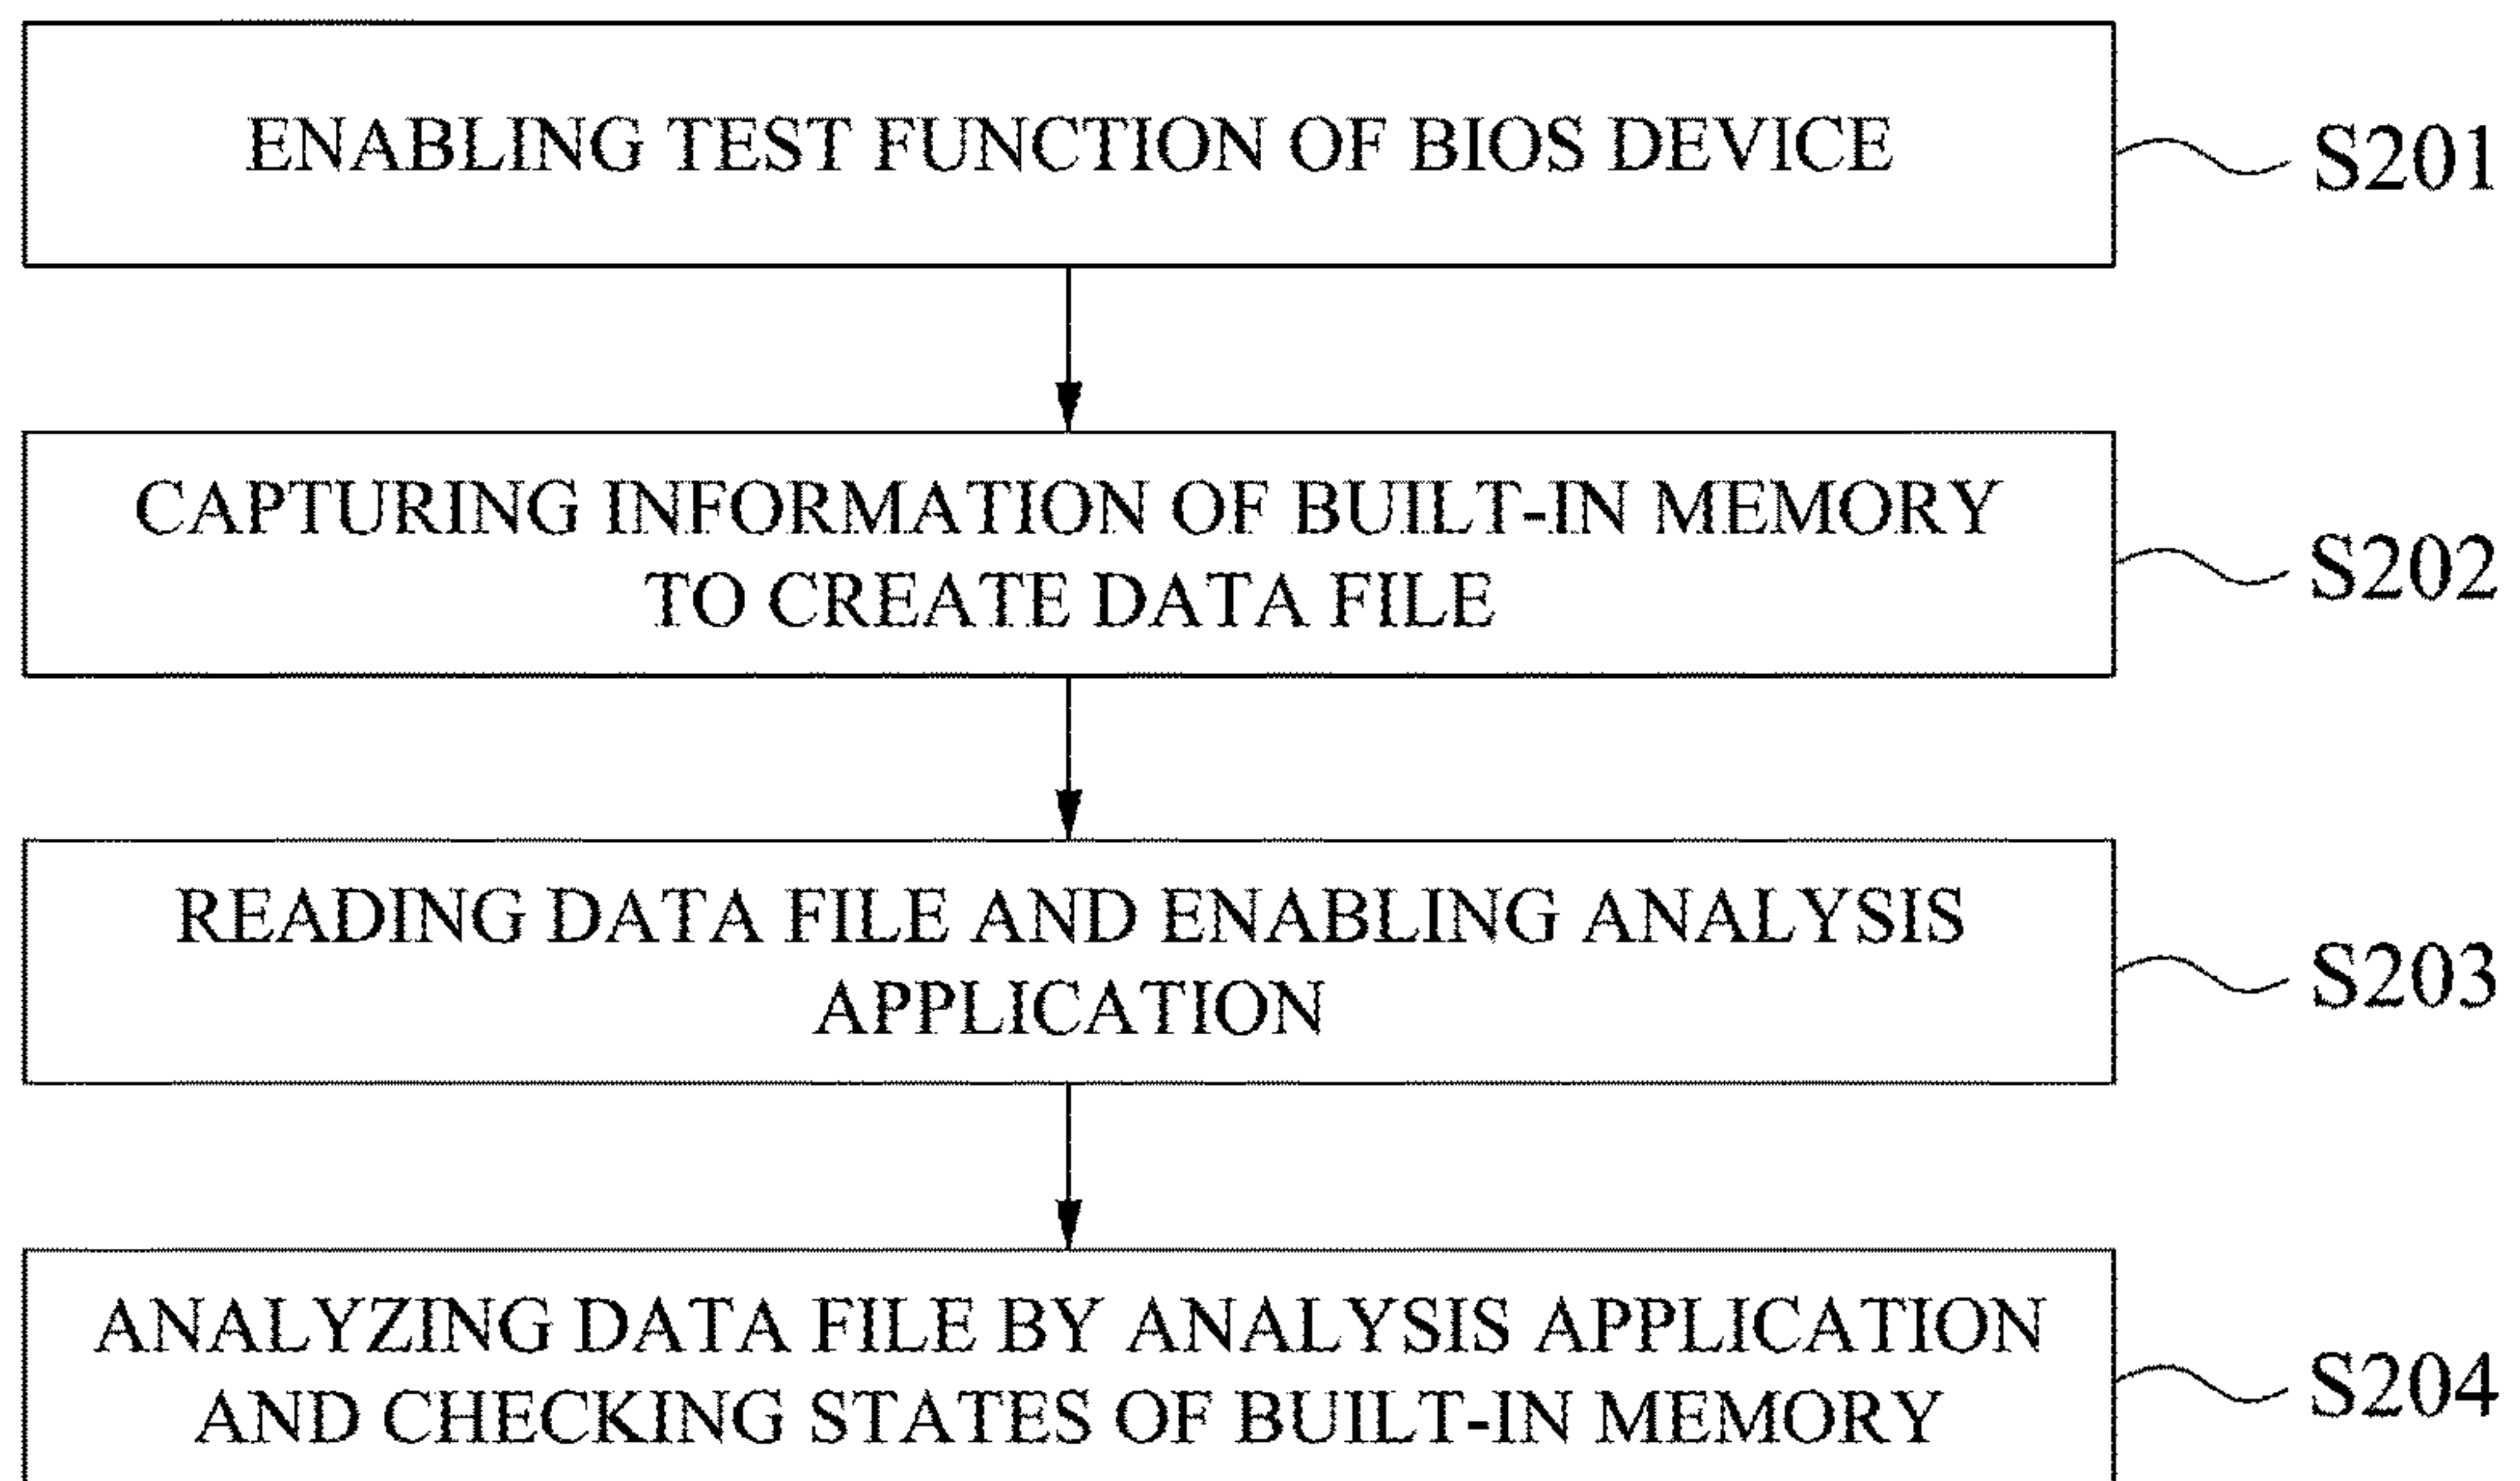 ENABLING TEST FUNCTION OF BIOS DEVICE
S201
CAPTURING INFORMATION OF BUILT-IN MEMORY
TO CREATE DATA FILE
S202
READING DATA FILE AND ENABLING ANALYSIS
APPLICATION
S203
ANALYZING DATA FILE BY ANALYSIS APPLICATION
AND CHECKING STATES OF BUILT-IN MEMORY
S204